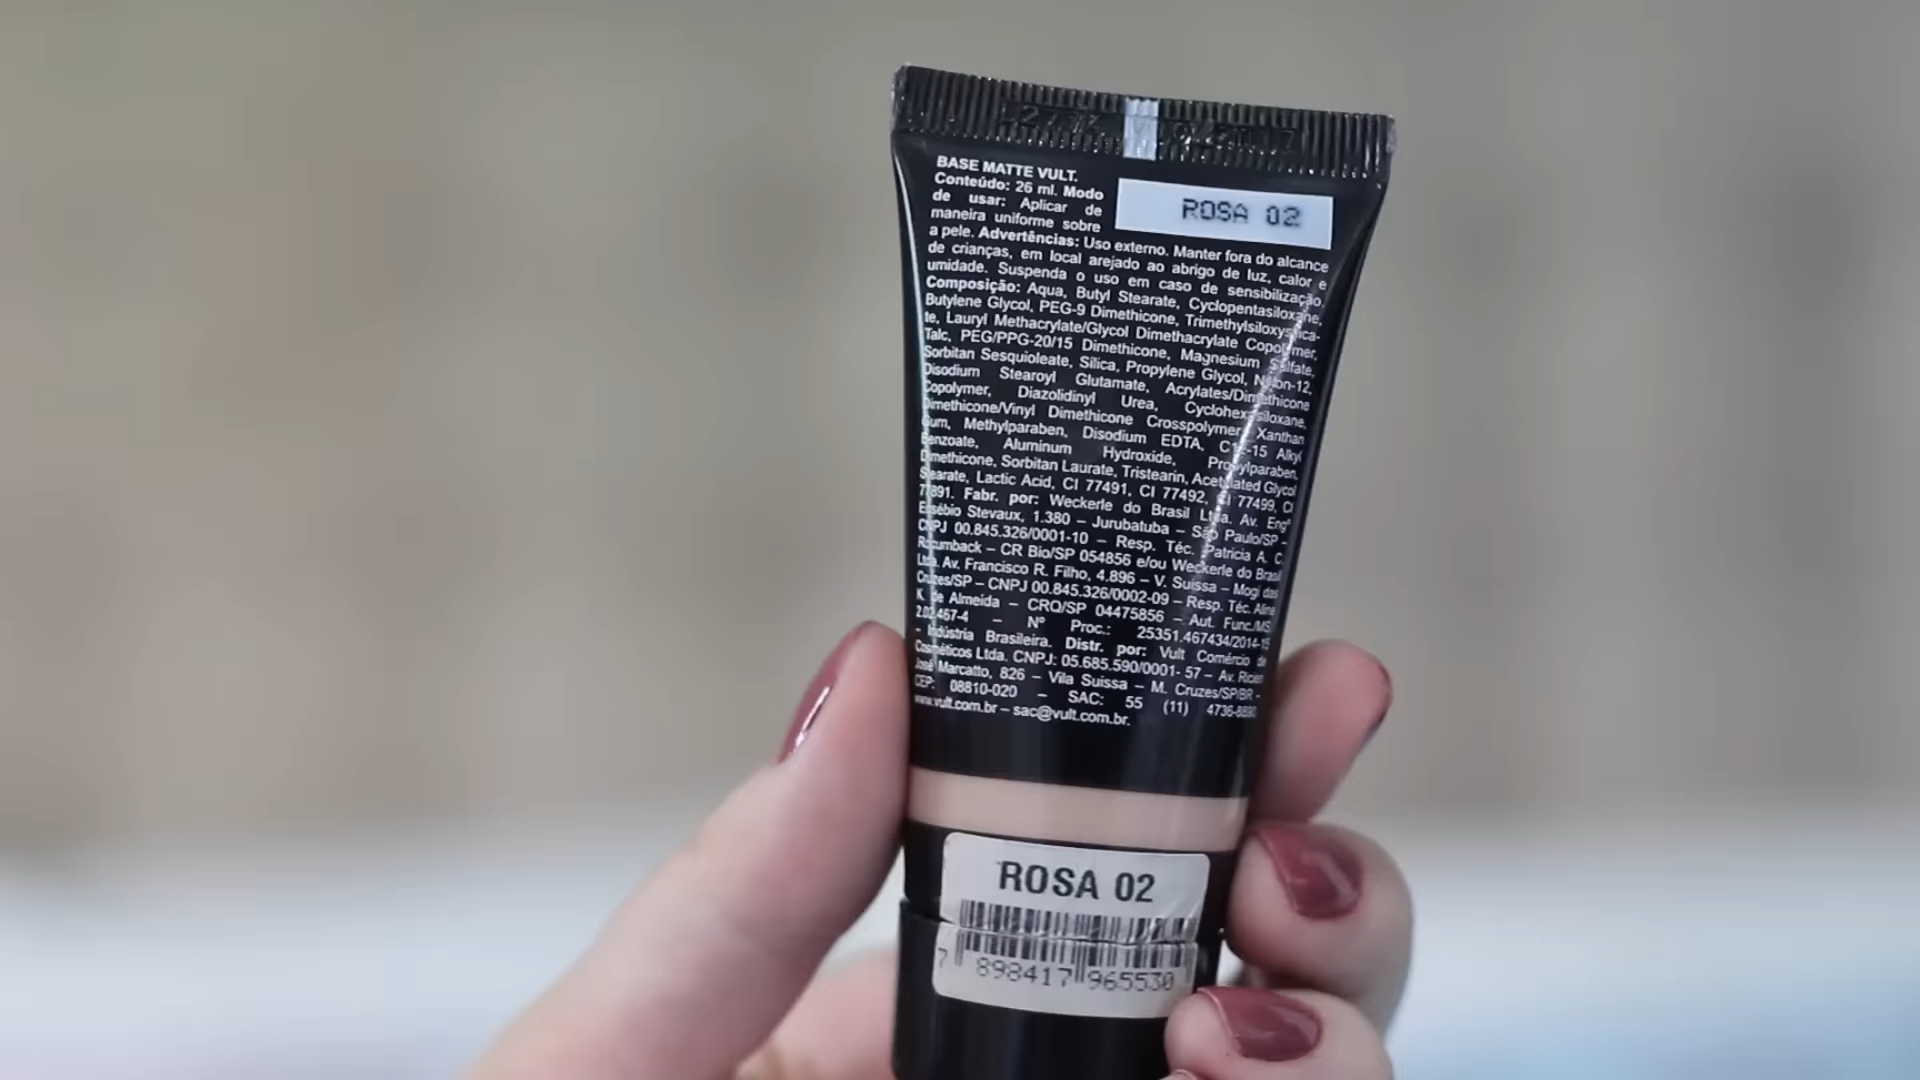 BASE MATTE VULT.
Conteúdo: 26 ml. Modo
de usar: Aplicar de
maneira uniforme sobre
ROSA 02
a pele. Advertências: Uso externo. Manter fora do alcance
de crianças, em local arejado ao abrigo de luz, calor e
umidade. Suspenda o uso em caso de sensibilização.
Composição: Aqua, Butyl Stearate, Cyclopentasiloxane,
Butylene Glycol, PEG-9 Dimethicone, Trimethylsiloxysilica-
te, Lauryl Methacrylate/Glycol Dimethacrylate Copolymer,
Talc, PEG/PPG-20/15 Dimethicone, Magnesium Sulfate,
Sorbitan Sesquioleate, Silica, Propylene Glycol, Nylon-12,
Disodium Stearoyl Glutamate, Acrylates/Dimethicone
Copolymer, Diazolidinyl Urea, Cyclohexasiloxane,
Dimethicone/Vinyl Dimethicone Crosspolymer, Xanthan
Gum, Methylparaben, Disodium EDTA, C12-15 Alkyl
Benzoate, Aluminum Hydroxide, Propylparaben,
Dimethicone, Sorbitan Laurate, Tristearin, Acetylated Glycol
Stearate, Lactic Acid, CI 77491, CI 77492, CI 77499, CI
77891. Fabr. por: Weckerle do Brasil Ltda. Av. Engº
Eusébio Stevaux, 1.380 – Jurubatuba – São Paulo/SP –
CNPJ 00.845.326/0001-10 – Resp. Téc. Patricia A. C.
– CR Bio/SP 054856 e/ou Weckerle do Brasil
Ltda. Av. Francisco R. Filho, 4.896 – V. Suissa – Mogi das
Cruzes/SP – CNPJ 00.845.326/0002-09 – Resp. Téc. Aline
K. de Almeida – CRQ/SP 04475856 – Aut. Func./MS
2.02.467-4 – Nº Proc.: 25351.467434/2014-15
- Indústria Brasileira. Distr. por: Vult Comércio de
Cosméticos Ltda. CNPJ: 05.685.590/0001- 57 – Av. Ricieri
José Marcatto, 826 – Vila Suissa – M. Cruzes/SP/BR -
CEP: 08810-020 – SAC: 55 (11)
www.vult.com.br – sac@vult.com.br.
ROSA 02
7 898417 965530